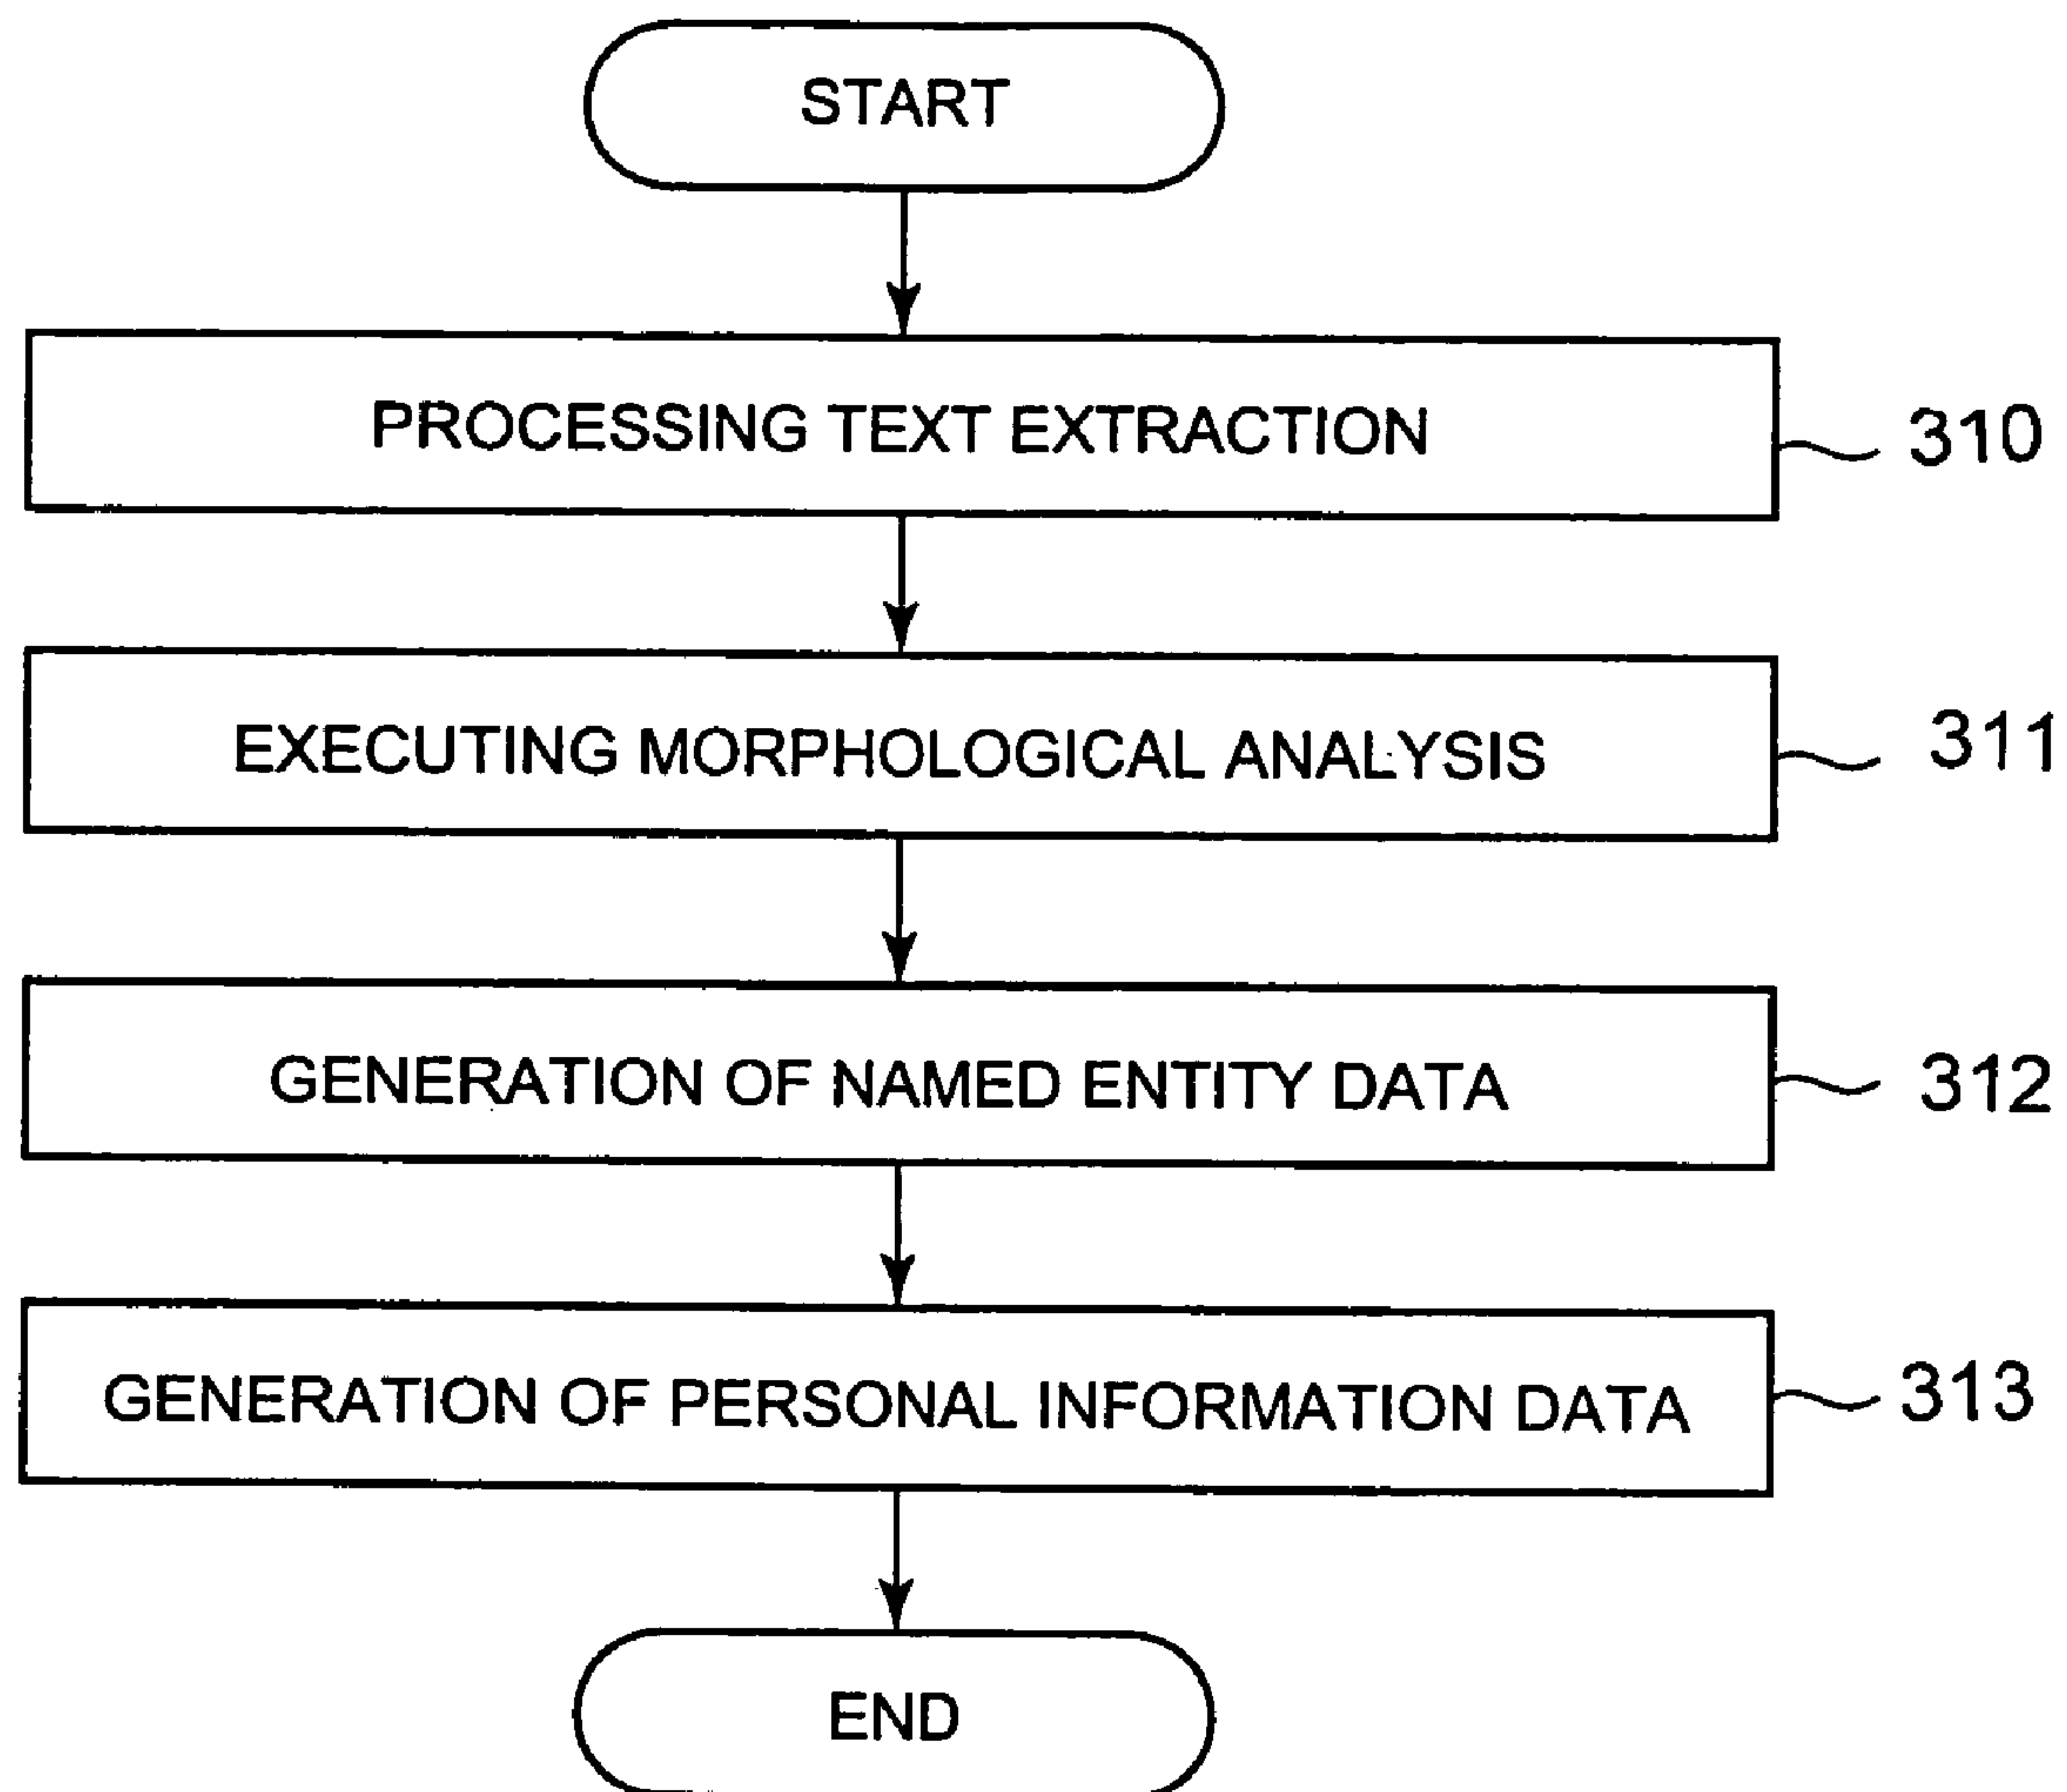 START
PROCESSING TEXT EXTRACTION 310
EXECUTING MORPHOLOGICAL ANALYSIS 311
GENERATION OF NAMED ENTITY DATA 312
GENERATION OF PERSONAL INFORMATION DATA 313
END